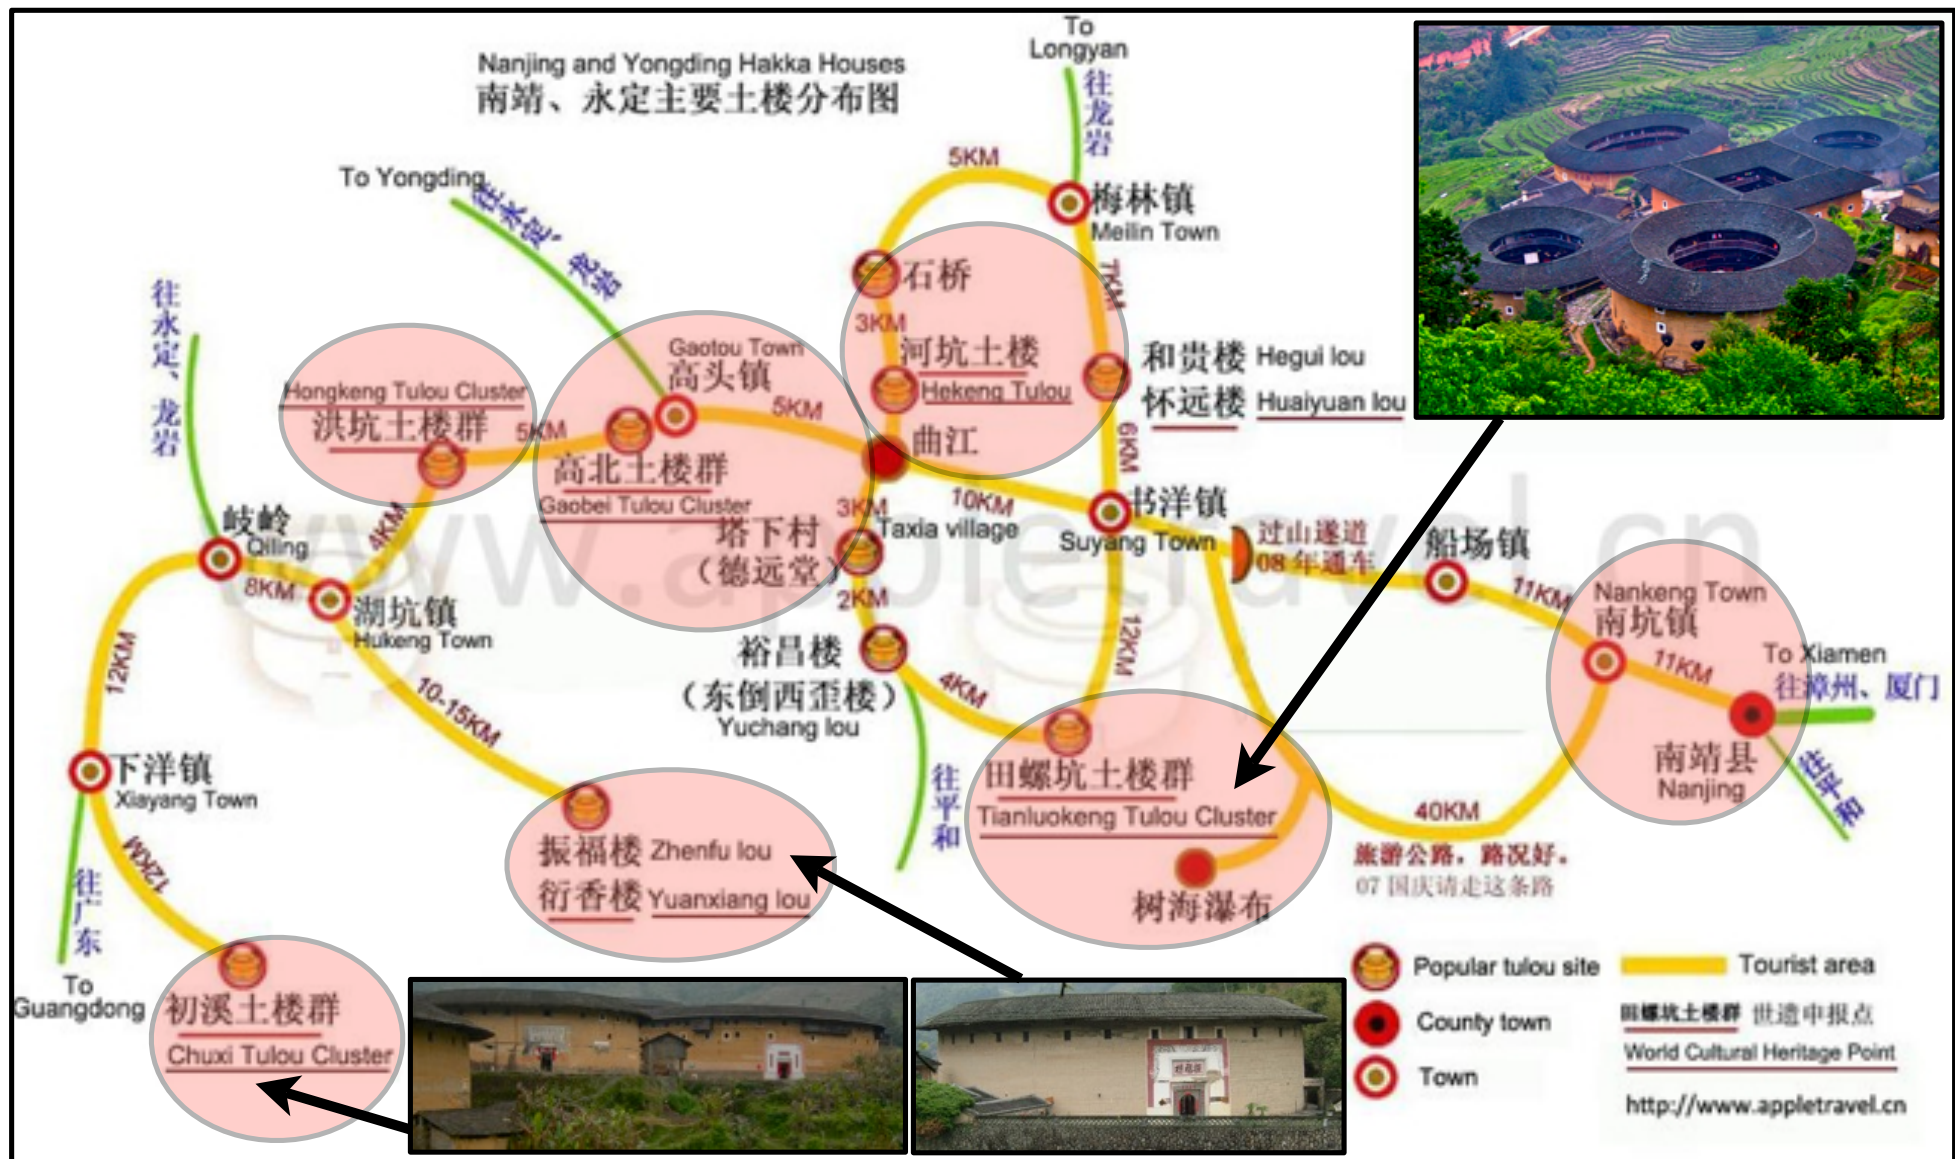 Nanjing and Yongding Hakka Houses
南靖、永定主要土楼分布图
To
Longyan
往龙岩
To Yongding
往永定、龙岩
往永定、龙岩
5KM
梅林镇
Meilin Town
石桥
7KM
3KM
河坑土楼
Hekeng Tulou
和贵楼 Hegui lou
怀远楼 Huaiyuan lou
Gaotou Town
高头镇
5KM
Hongkeng Tulou Cluster
洪坑土楼群
5KM
高北土楼群
Gaobei Tulou Cluster
曲江
6KM
10KM
书洋镇
Suyang Town
3KM
Taxia village
塔下村
（德远堂）
过山遂道
08年通车
船场镇
11KM
Nankeng Town
南坑镇
11KM
To Xiamen
往漳州、厦门
南靖县
Nanjing
往平和
岐岭
Qiling
4KM
8KM
湖坑镇
Hukeng Town
2KM
裕昌楼
（东倒西歪楼）
Yuchang lou
4KM
12KM
12KM
10-15KM
往平和
田螺坑土楼群
Tianluokeng Tulou Cluster
树海瀑布
40KM
旅游公路，路况好。
07国庆请走这条路
下洋镇
Xiayang Town
12KM
往广东
To
Guangdong
振福楼 Zhenfu lou
衍香楼 Yuanxiang lou
初溪土楼群
Chuxi Tulou Cluster
Popular tulou site
Tourist area
County town
田螺坑土楼群 世遗申报点
World Cultural Heritage Point
Town
http://www.appletravel.cn
www.appletravel.cn